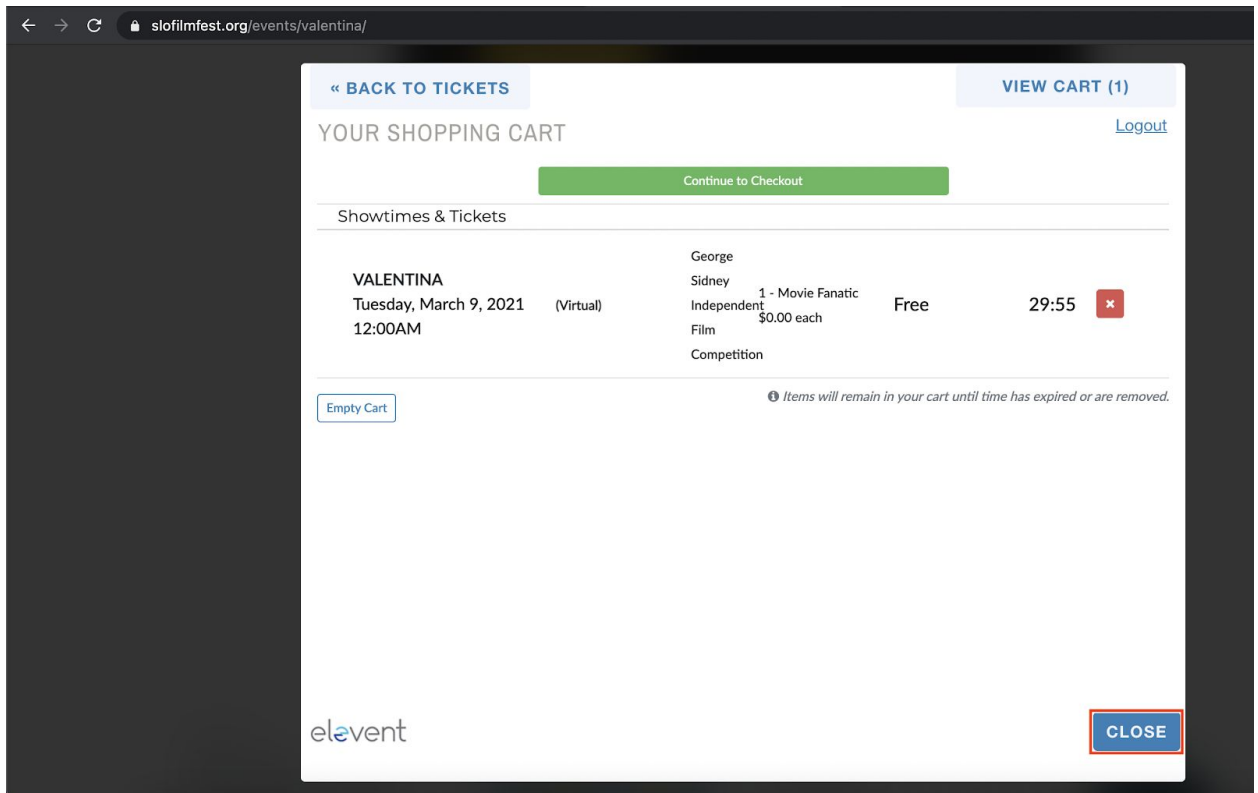 slofilmfest.org/events/valentina/
« BACK TO TICKETS
VIEW CART (1)
YOUR SHOPPING CART
Logout
Continue to Checkout
Showtimes & Tickets
VALENTINA
Tuesday, March 9, 2021
12:00AM
(Virtual)
George
Sidney
Independent
Film
Competition
1 - Movie Fanatic
$0.00 each
Free
29:55
Empty Cart
Items will remain in your cart until time has expired or are removed.
elevent
CLOSE